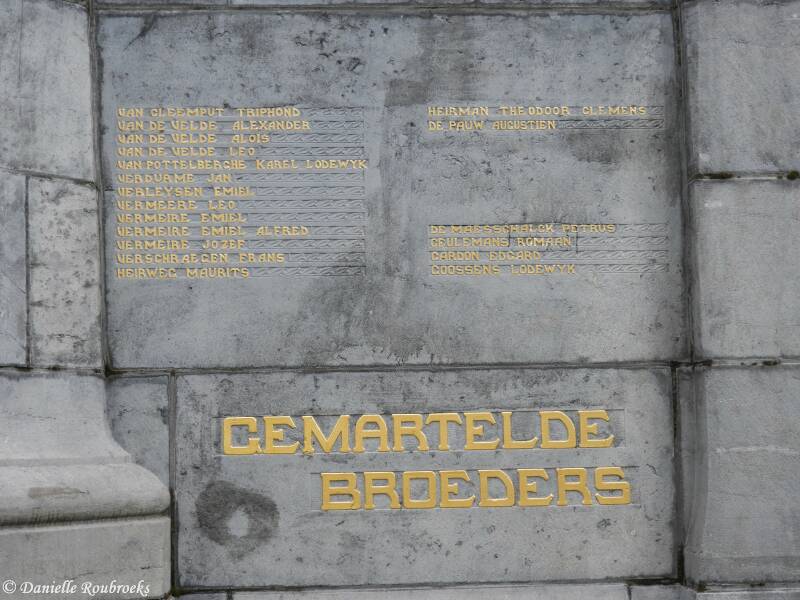 VAN CLEEMPUT TRIPHOND
VAN DE VELDE ALEXANDER
VAN DE VELDE ALOIS
VAN DE VELDE LEO
VAN POTTELBERGHE KAREL LODEWYK
VERDURME JAN
VERLEYSEN EMIEL
VERMEERE LEO
VERMEIRE EMIEL
VERMEIRE EMIEL ALFRED
VERMEIRE JOZEF
VERSCHRAEGEN FRANS
HEIRWEG MAURITS
HEIRMAN THEODOOR CLEMENS
DE PAUW AUGUSTIEN
DE MAESSCHALCK PETRUS
CEULEMANS ROMAAN
CARDON EDGARD
GOOSSENS LODEWYK
GEMARTELDE
BROEDERS
© Danielle Roubroeks